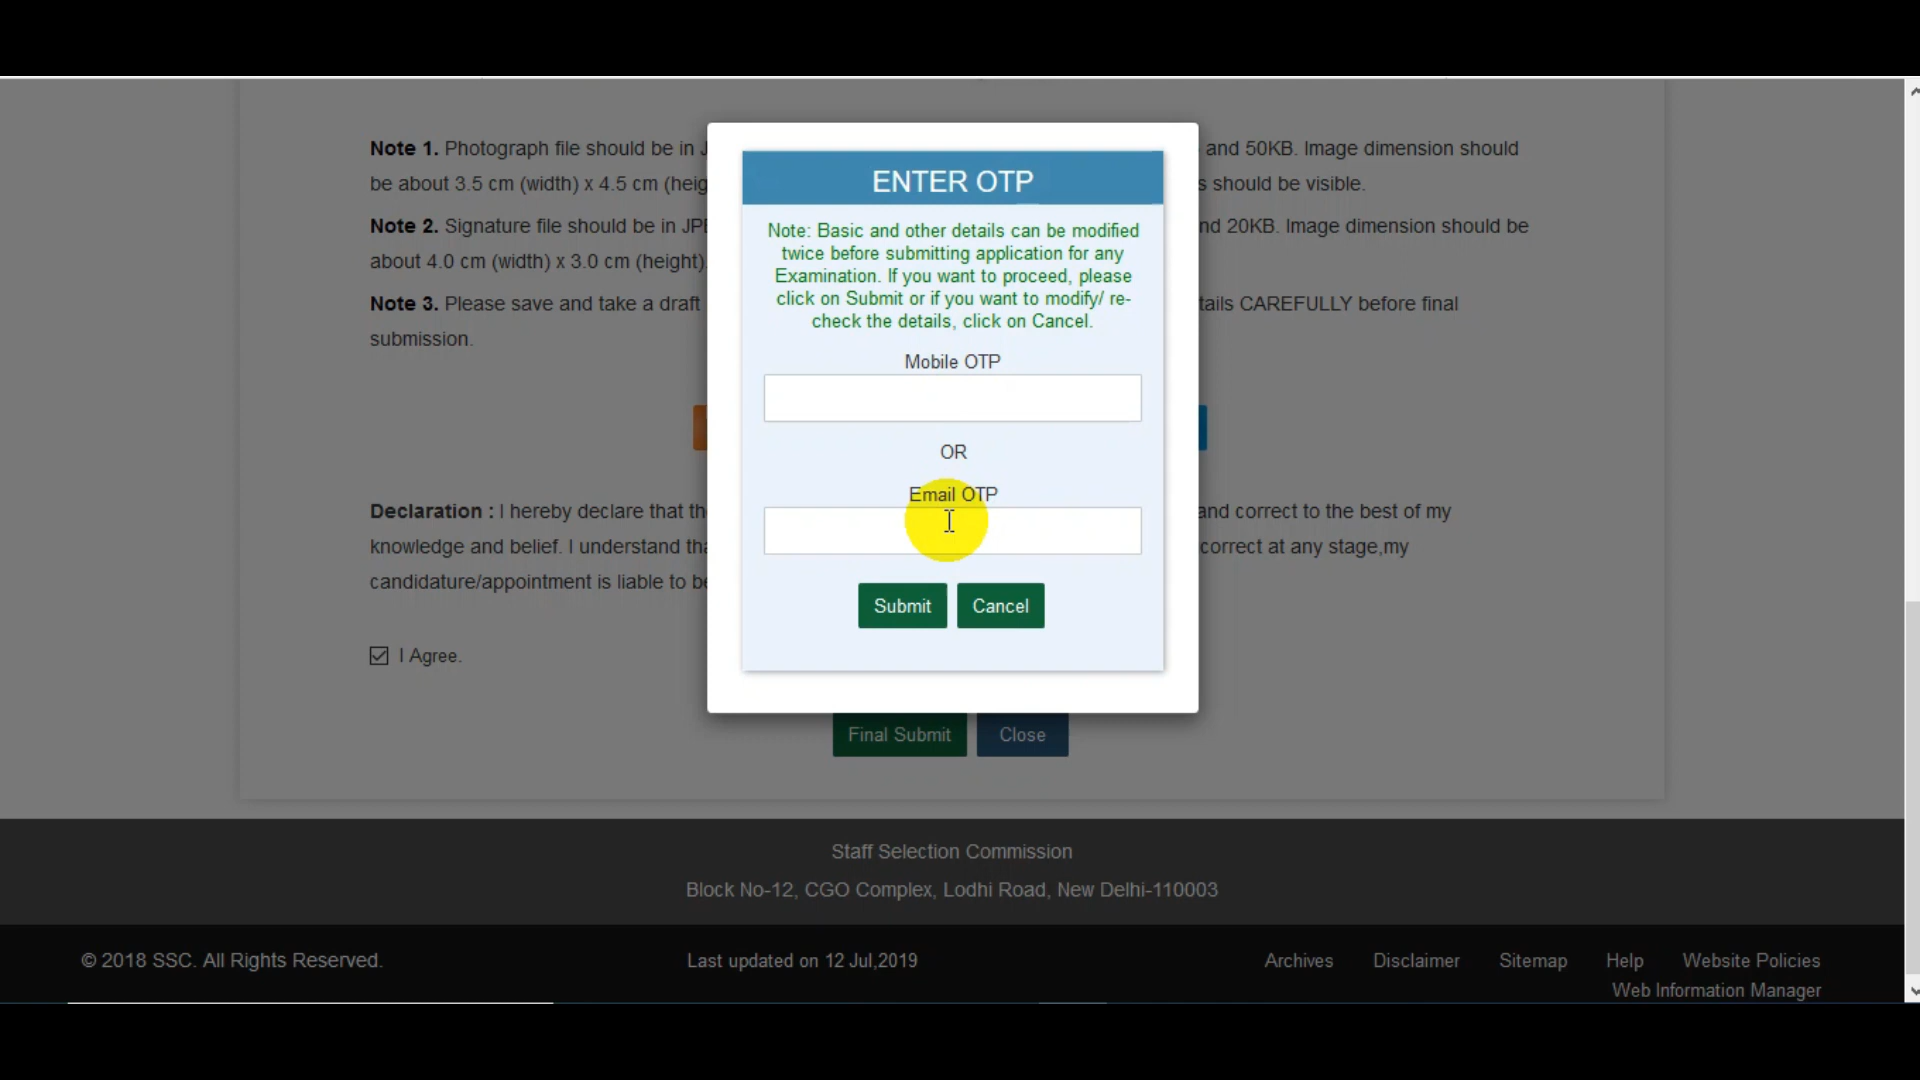 Note 1. Photograph file should be in J and 50KB. Image dimension should
be about 3.5 cm (width) x 4.5 cm (heig s should be visible.
Note 2. Signature file should be in JPE nd 20KB. Image dimension should be
about 4.0 cm (width) x 3.0 cm (height)
Note 3. Please save and take a draft tails CAREFULLY before final
submission.
ENTER OTP
Note: Basic and other details can be modified
twice before submitting application for any
Examination. If you want to proceed, please
click on Submit or if you want to modify/ re-
check the details, click on Cancel.
Mobile OTP
OR
Email OTP
Submit Cancel
Declaration : I hereby declare that th and correct to the best of my
knowledge and belief. I understand tha correct at any stage,my
candidature/appointment is liable to be
I Agree.
Final Submit Close
Staff Selection Commission
Block No-12, CGO Complex, Lodhi Road, New Delhi-110003
© 2018 SSC. All Rights Reserved. Last updated on 12 Jul,2019 Archives Disclaimer Sitemap Help Website Policies
Web Information Manager